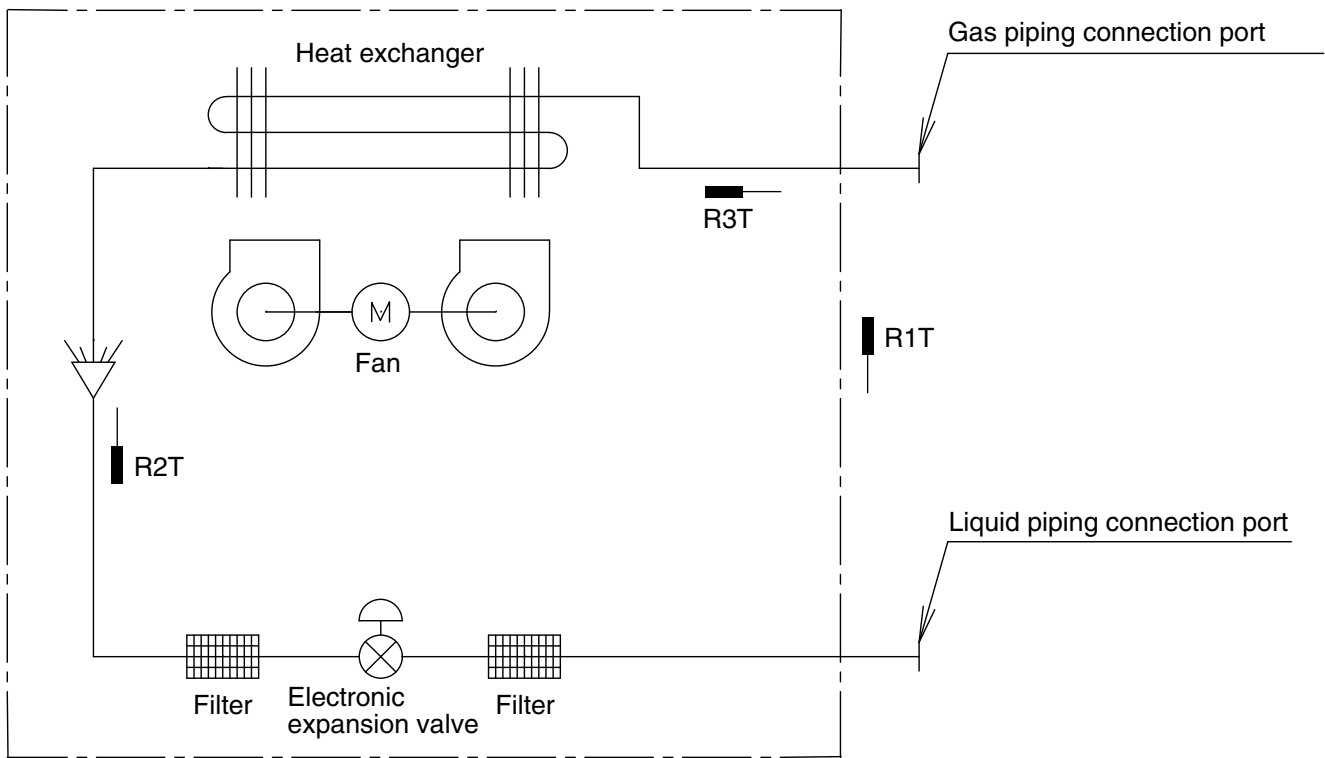 Gas piping connection port
Heat exchanger
R3T
R1T
M
Fan
R2T
Liquid piping connection port
Filter
Electronic
expansion valve
Filter